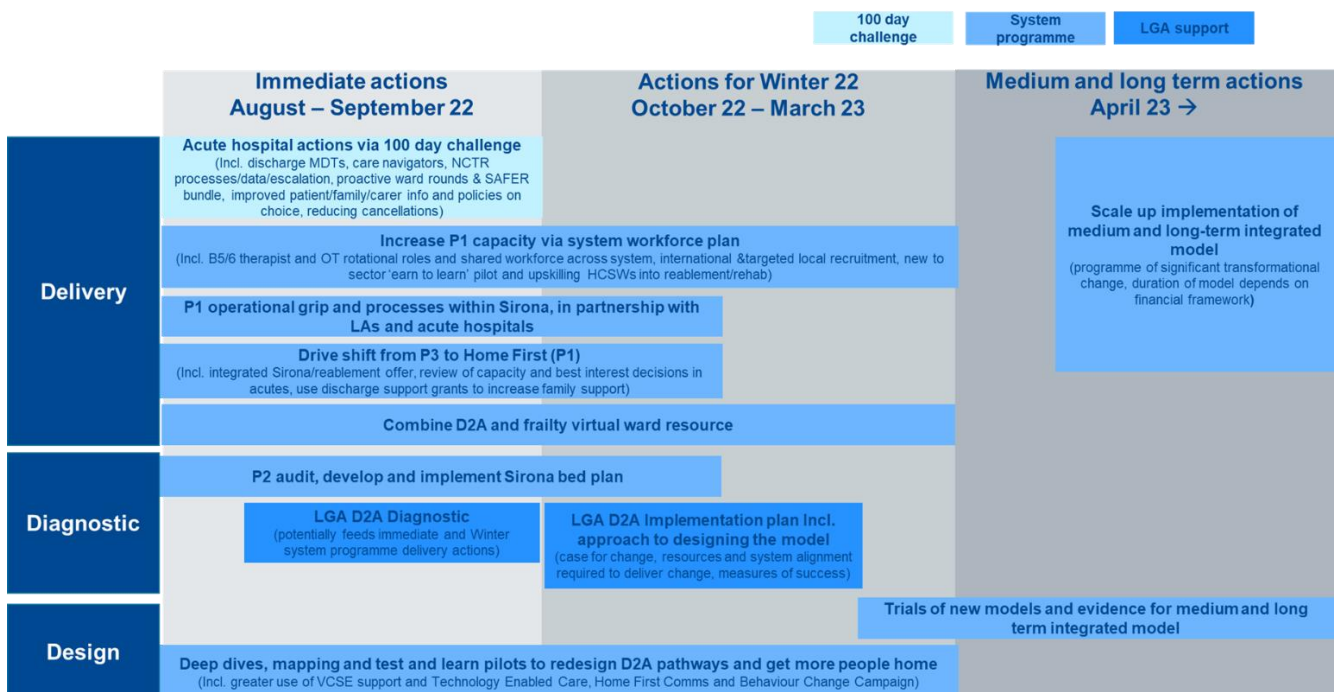 100 day
challenge
System
programme
LGA support
Immediate actions
August – September 22
Actions for Winter 22
October 22 – March 23
Medium and long term actions
April 23 →
Delivery
Acute hospital actions via 100 day challenge
(Incl. discharge MDTs, care navigators, NCTR
processes/data/escalation, proactive ward rounds & SAFER
bundle, improved patient/family/carer info and policies on
choice, reducing cancellations)
Increase P1 capacity via system workforce plan
(Incl. B5/6 therapist and OT rotational roles and shared workforce across system, international &targeted local recruitment, new to
sector ‘earn to learn’ pilot and upskilling HCSWs into reablement/rehab
P1 operational grip and processes within Sirona, in partnership with
LAs and acute hospitals
Drive shift from P3 to Home First (P1)
(Incl. integrated Sirona/reablement offer, review of capacity and best interest decisions in
acutes, use discharge support grants to increase family support)
Combine D2A and frailty virtual ward resource
Scale up implementation of
medium and long-term integrated
model
(programme of significant transformational
change, duration of model depends on
financial framework)
Diagnostic
P2 audit, develop and implement Sirona bed plan
LGA D2A Diagnostic
(potentially feeds immediate and Winter
system programme delivery actions)
LGA D2A Implementation plan Incl.
approach to designing the model
(case for change, resources and system alignment
required to deliver change, measures of success)
Design
Trials of new models and evidence for medium and long
term integrated model
Deep dives, mapping and test and learn pilots to redesign D2A pathways and get more people home
(Incl. greater use of VCSE support and Technology Enabled Care, Home First Comms and Behaviour Change Campaign)